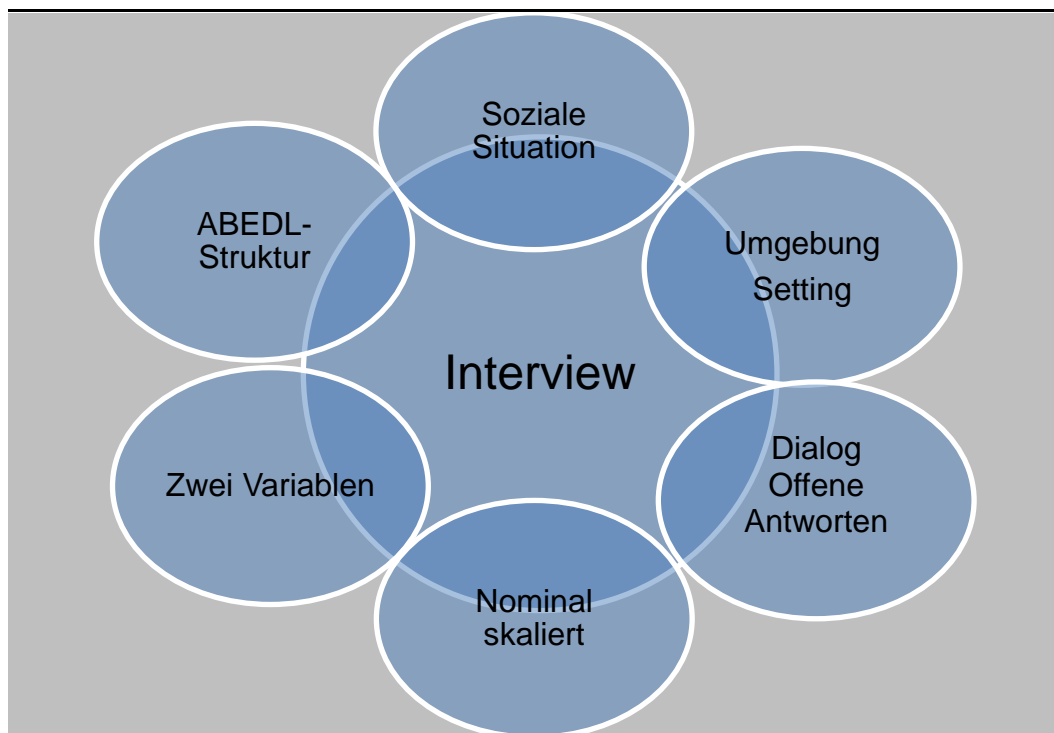 Soziale
Situation
ABEDL-
Struktur
Umgebung
Setting
Interview
Zwei Variablen
Dialog
Offene
Antworten
Nominal
skaliert